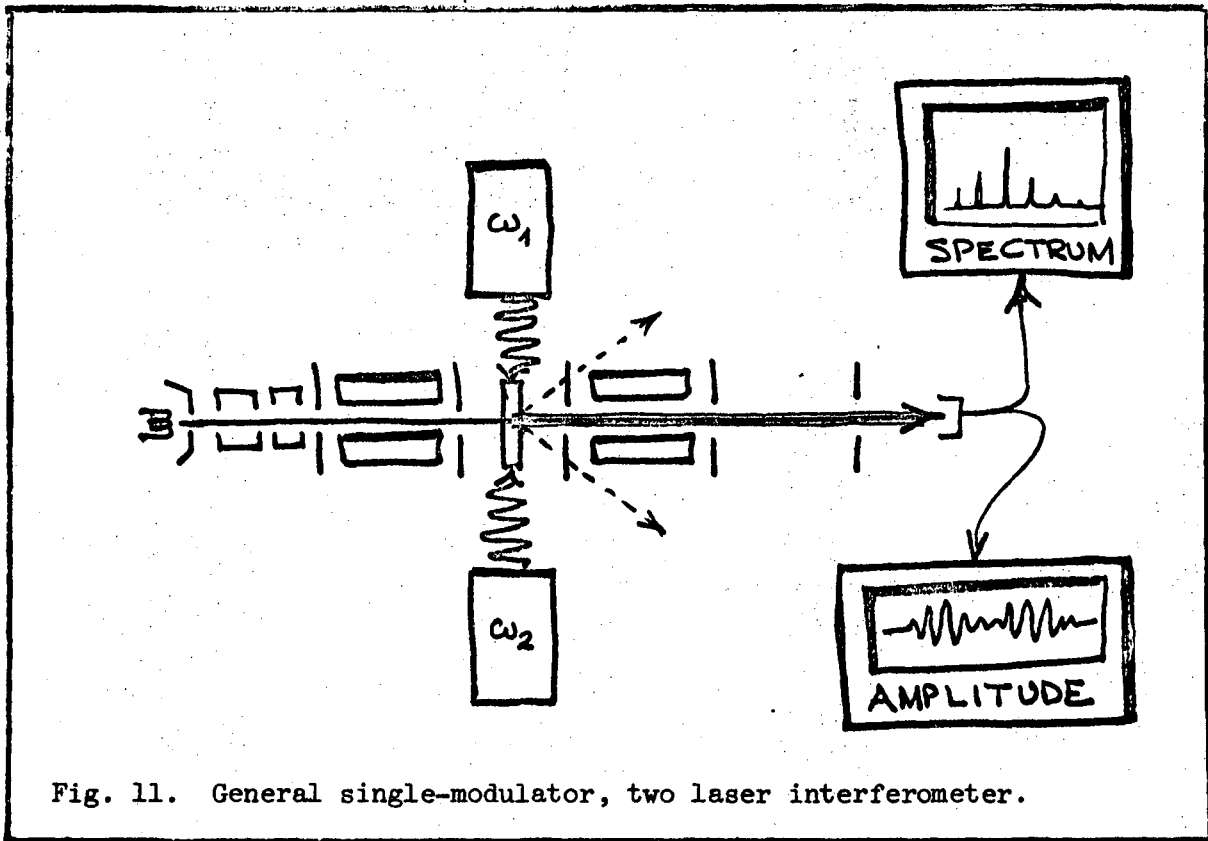 ω₁
SPECTRUM
ω₂
AMPLITUDE
Fig. 11. General single-modulator, two laser interferometer.